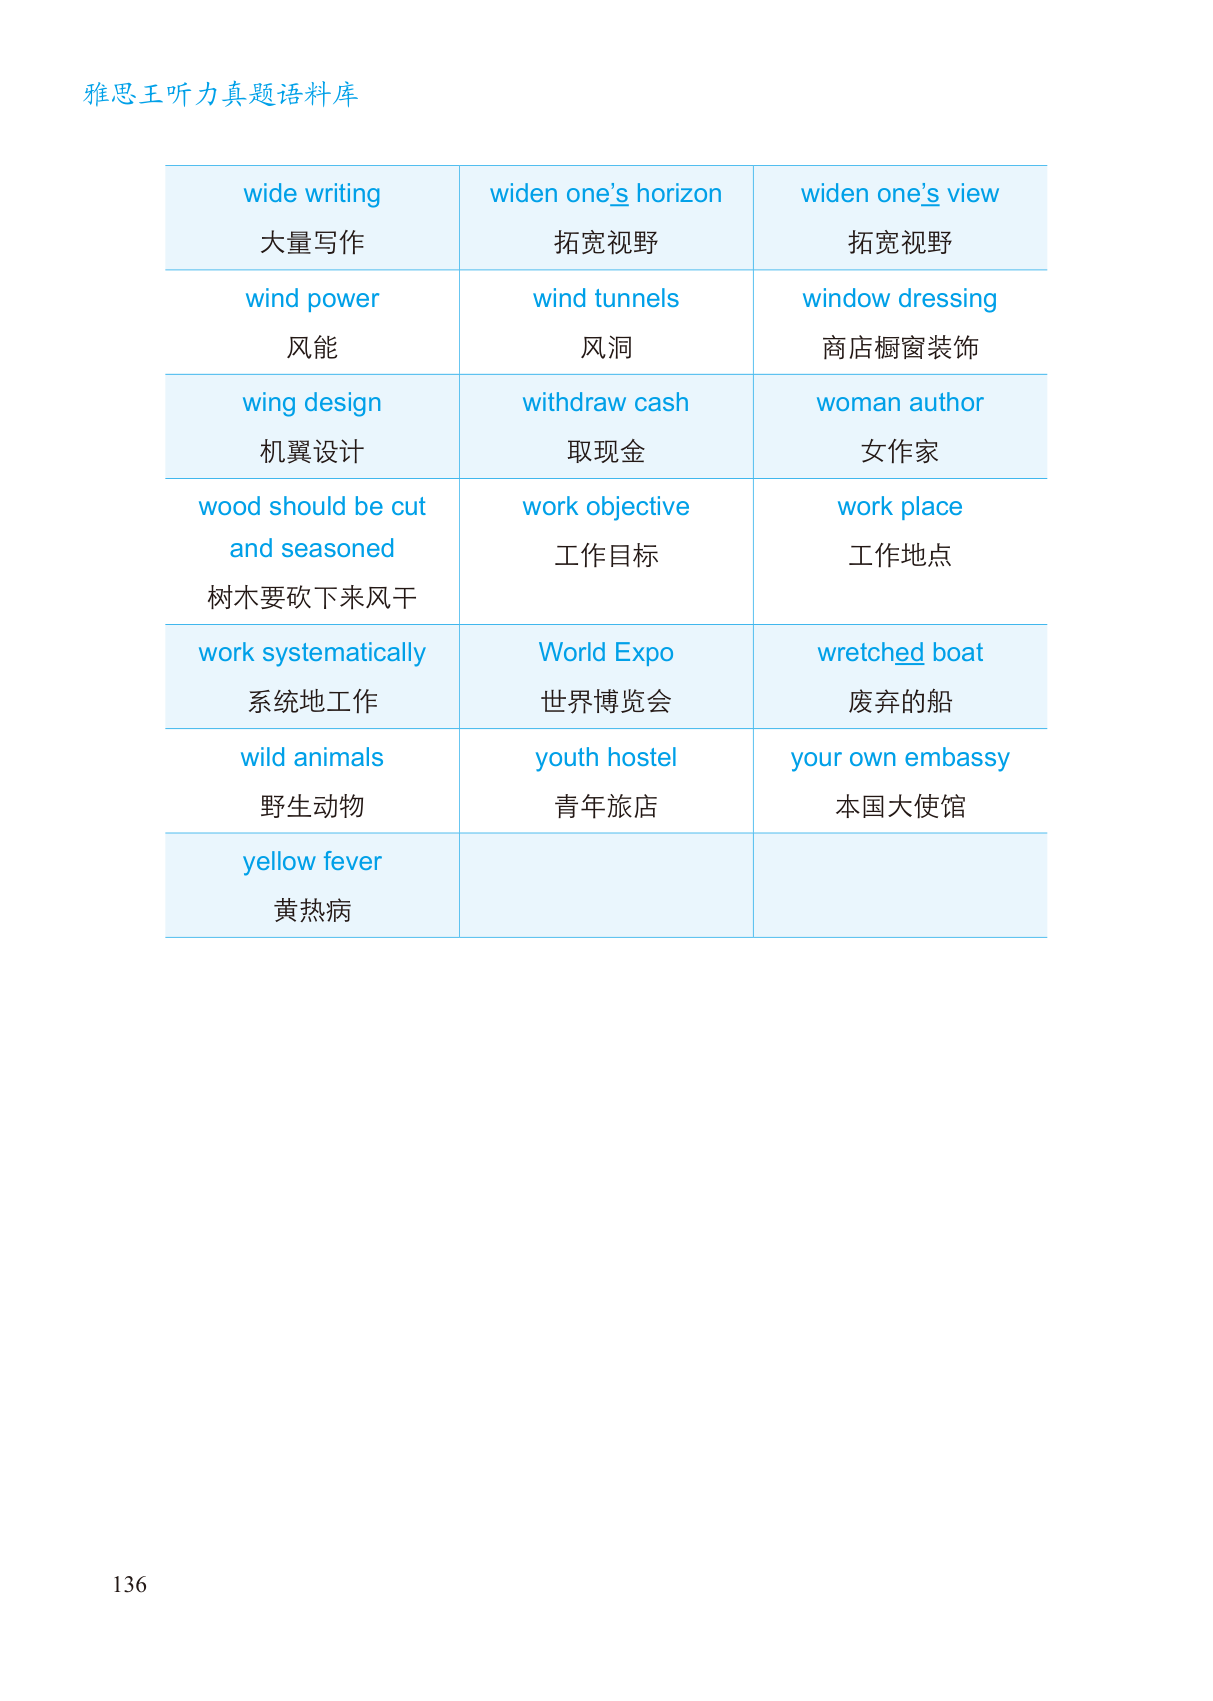 雅思王听力真题语料库
wide writing
大量写作
widen one’s horizon
拓宽视野
widen one’s view
拓宽视野
wind power
风能
wind tunnels
风洞
window dressing
商店橱窗装饰
wing design
机翼设计
withdraw cash
取现金
woman author
女作家
wood should be cut
and seasoned
树木要砍下来风干
work objective
工作目标
work place
工作地点
work systematically
系统地工作
World Expo
世界博览会
wretched boat
废弃的船
wild animals
野生动物
youth hostel
青年旅店
your own embassy
本国大使馆
yellow fever
黄热病
136